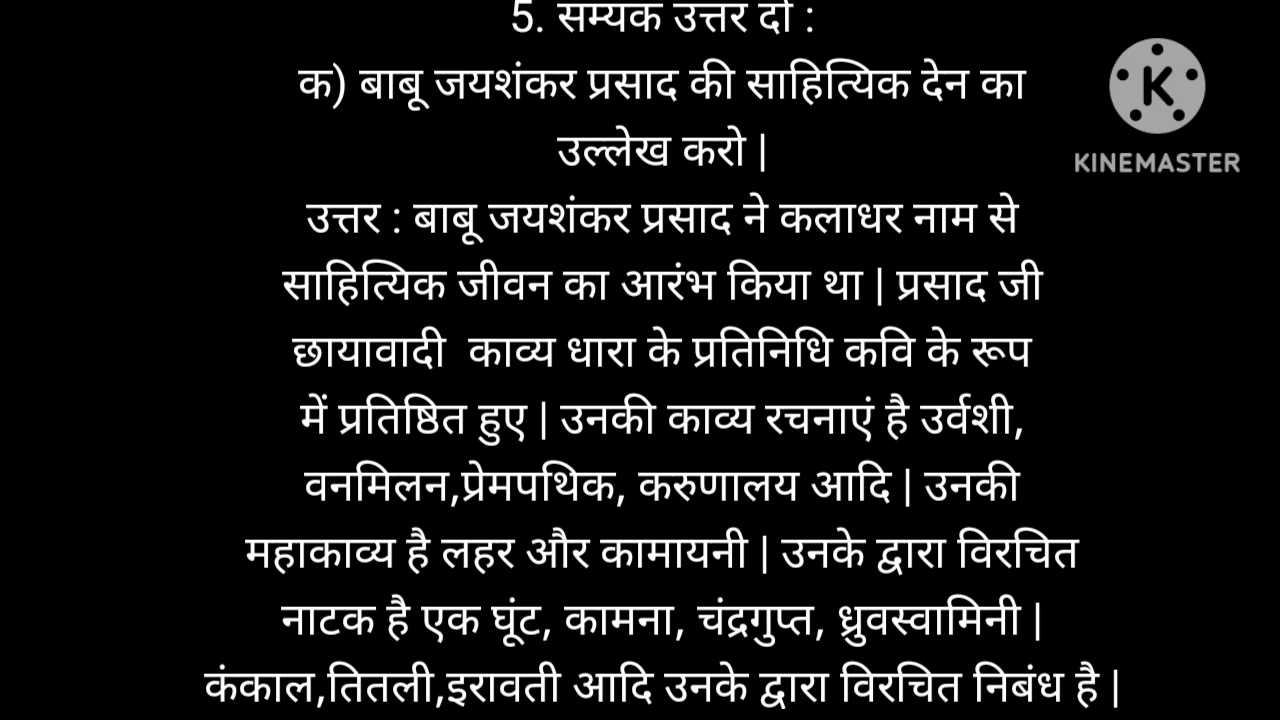 5. सम्यक उत्तर दो :
क) बाबू जयशंकर प्रसाद की साहित्यिक देन का
उल्लेख करो |
उत्तर : बाबू जयशंकर प्रसाद ने कलाधर नाम से
साहित्यिक जीवन का आरंभ किया था | प्रसाद जी
छायावादी काव्य धारा के प्रतिनिधि कवि के रूप
में प्रतिष्ठित हुए | उनकी काव्य रचनाएं है उर्वशी,
वनमिलन,प्रेमपथिक, करुणालय आदि | उनकी
महाकाव्य है लहर और कामायनी | उनके द्वारा विरचित
नाटक है एक घूंट, कामना, चंद्रगुप्त, ध्रुवस्वामिनी |
कंकाल,तितली,इरावती आदि उनके द्वारा विरचित निबंध है |
K
KINEMASTER